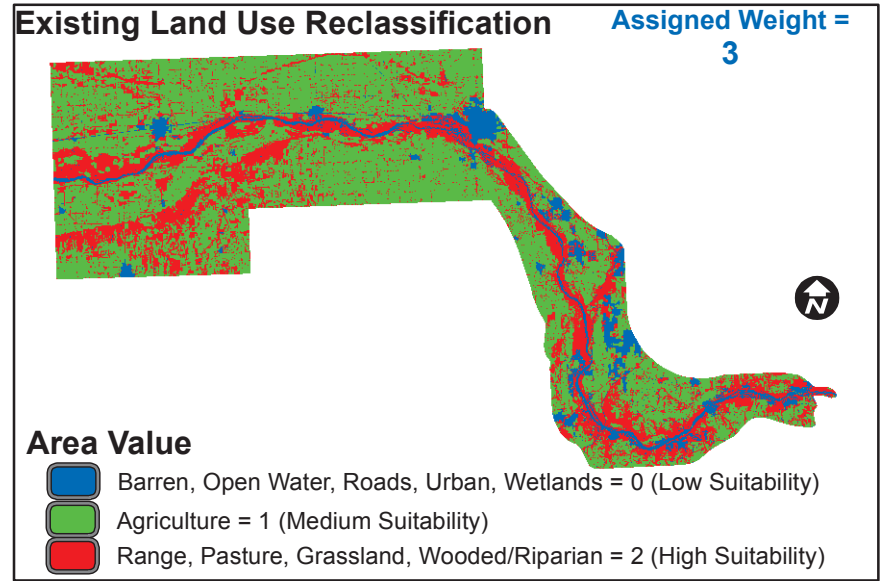 Existing Land Use Reclassification
Assigned Weight =
3
N
Area Value
Barren, Open Water, Roads, Urban, Wetlands = 0 (Low Suitability)
Agriculture = 1 (Medium Suitability)
Range, Pasture, Grassland, Wooded/Riparian = 2 (High Suitability)